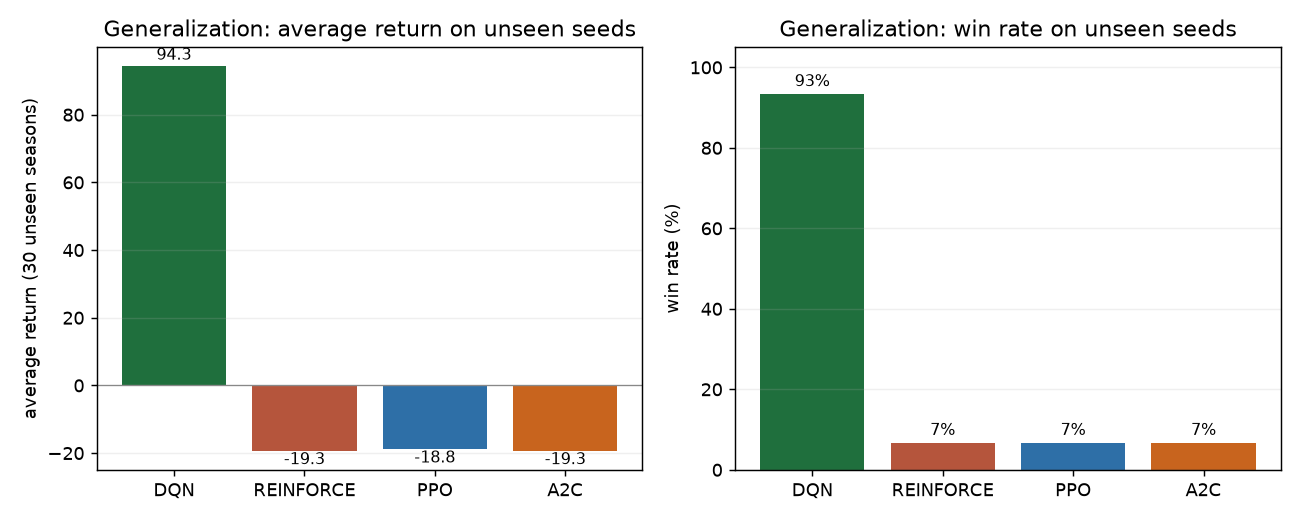 Generalization: average return on unseen seeds
average return (30 unseen seasons)
80
60
40
20
0
−20
94.3
-19.3
-18.8
-19.3
DQN
REINFORCE
PPO
A2C
Generalization: win rate on unseen seeds
win rate (%)
100
80
60
40
20
0
93%
7%
7%
7%
DQN
REINFORCE
PPO
A2C